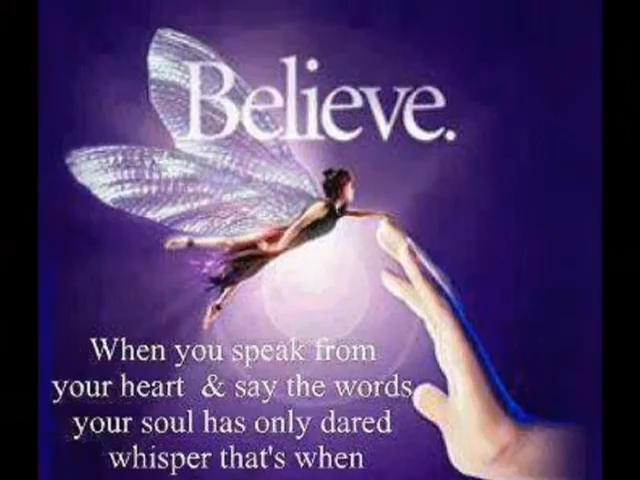 Believe.
When you speak from
your heart & say the words
your soul has only dared
whisper that's when